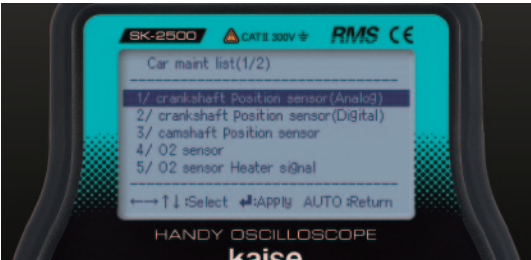 SK-2500 CAT II 300V RMS CE
Car maint list(1/2)
1/ crankshaft Position sensor(Analog)
2/ crankshaft Position sensor(Digital)
3/ camshaft Position sensor
4/ O2 sensor
5/ O2 sensor Heater signal
←→↑↓:Select ↲:Apply AUTO:Return
HANDY OSCILLOSCOPE
kaise